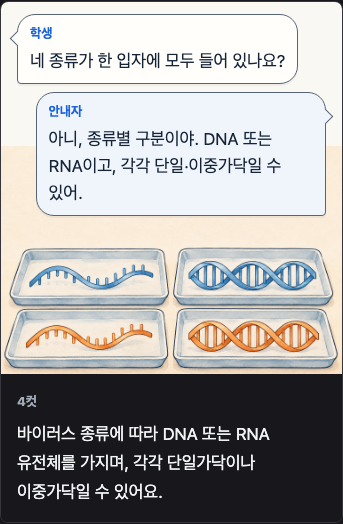 학생
네 종류가 한 입자에 모두 들어 있나요?
안내자
아니, 종류별 구분이야. DNA 또는
RNA이고, 각각 단일·이중가닥일 수
있어.
4컷
바이러스 종류에 따라 DNA 또는 RNA
유전체를 가지며, 각각 단일가닥이나
이중가닥일 수 있어요.